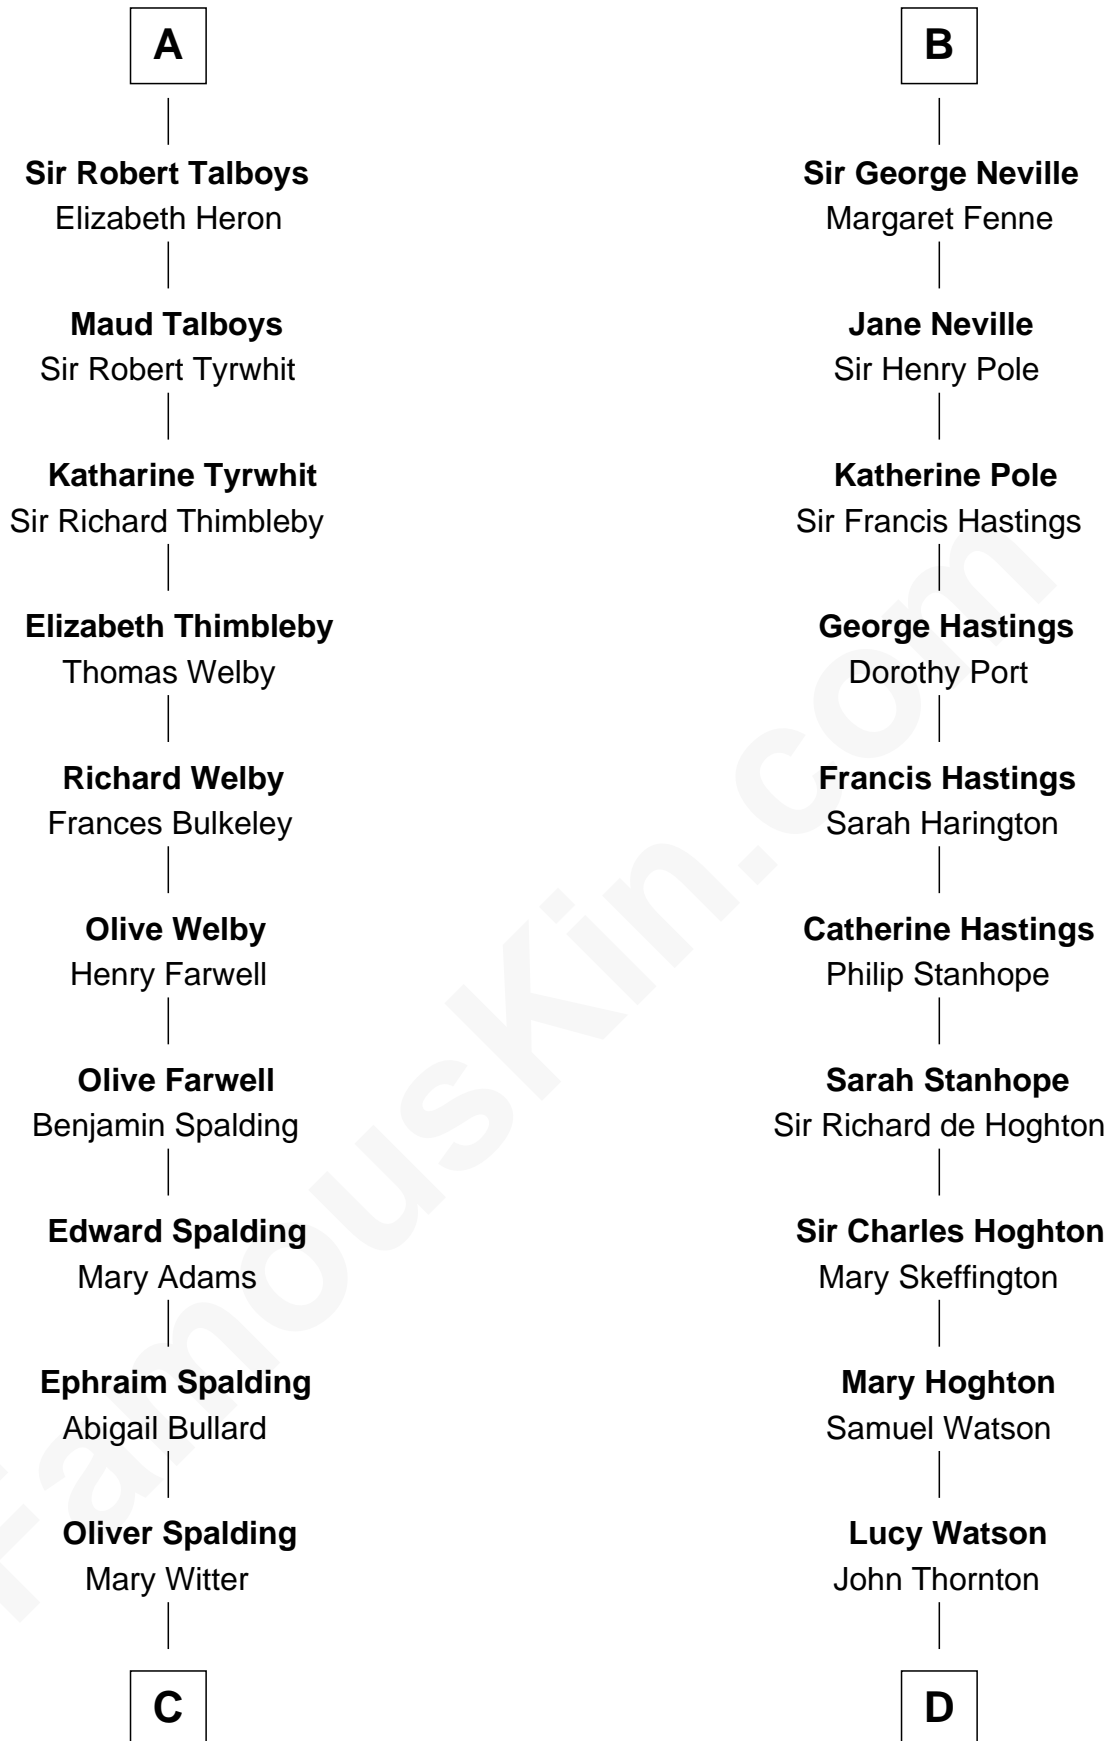 A
Sir Robert Talboys
Elizabeth Heron
Maud Talboys
Sir Robert Tyrwhit
Katharine Tyrwhit
Sir Richard Thimbleby
Elizabeth Thimbleby
Thomas Welby
Richard Welby
Frances Bulkeley
Olive Welby
Henry Farwell
Olive Farwell
Benjamin Spalding
Edward Spalding
Mary Adams
Ephraim Spalding
Abigail Bullard
Oliver Spalding
Mary Witter
C
B
Sir George Neville
Margaret Fenne
Jane Neville
Sir Henry Pole
Katherine Pole
Sir Francis Hastings
George Hastings
Dorothy Port
Francis Hastings
Sarah Harington
Catherine Hastings
Philip Stanhope
Sarah Stanhope
Sir Richard de Hoghton
Sir Charles Hoghton
Mary Skeffington
Mary Hoghton
Samuel Watson
Lucy Watson
John Thornton
D
FamousKin.com